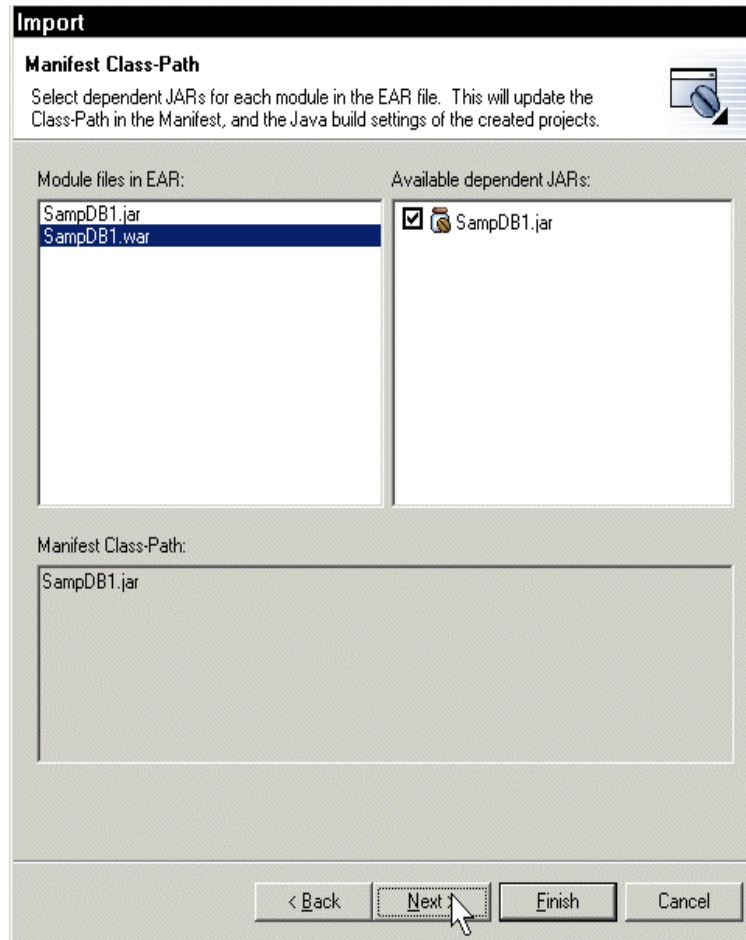 Import
Manifest Class-Path
Select dependent JARs for each module in the EAR file. This will update the
Class-Path in the Manifest, and the Java build settings of the created projects.
Module files in EAR:
SampDB1.jar
SampDB1.war
Available dependent JARs:
SampDB1.jar
Manifest Class-Path:
SampDB1.jar
< Back
Next >
Finish
Cancel